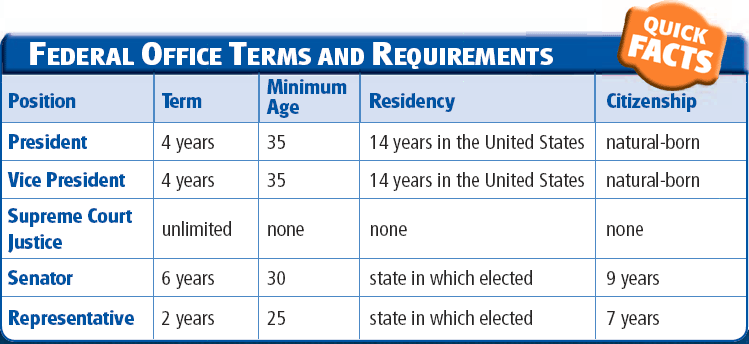 QUICK
FACTS
FEDERAL OFFICE TERMS AND REQUIREMENTS
Position Term Minimum Age Residency Citizenship
President 4 years 35 14 years in the United States natural-born
Vice President 4 years 35 14 years in the United States natural-born
Supreme Court Justice unlimited none none none
Senator 6 years 30 state in which elected 9 years
Representative 2 years 25 state in which elected 7 years